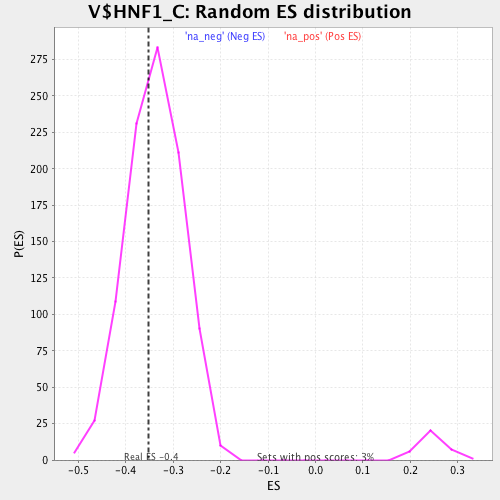 V$HNF1_C: Random ES distribution
'na_neg' (Neg ES) 'na_pos' (Pos ES)
P(ES)
275
250
225
200
175
150
125
100
75
50
25
0
Real ES -0.4
Sets with pos scores: 3%
-0.5 -0.4 -0.3 -0.2 -0.1 0.0 0.1 0.2 0.3
ES